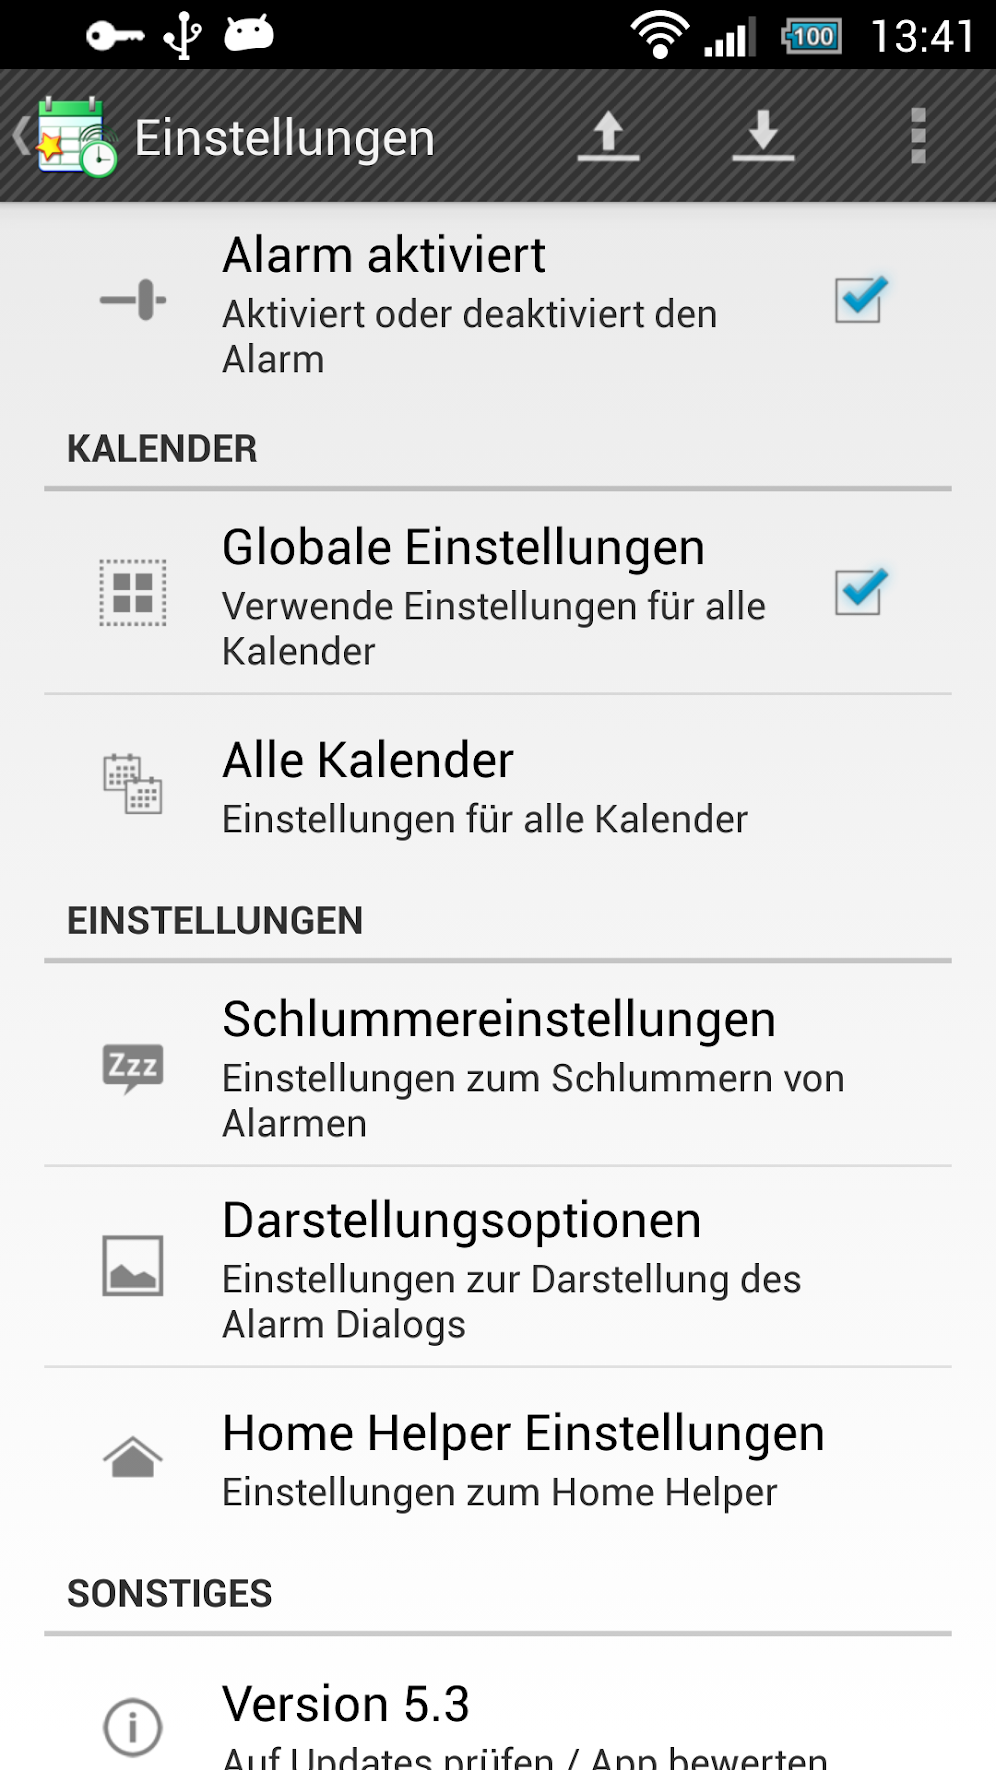 100 13:41
Einstellungen
Alarm aktiviert
Aktiviert oder deaktiviert den
Alarm
KALENDER
Globale Einstellungen
Verwende Einstellungen für alle
Kalender
Alle Kalender
Einstellungen für alle Kalender
EINSTELLUNGEN
Schlummereinstellungen
Zzz
Einstellungen zum Schlummern von
Alarmen
Darstellungsoptionen
Einstellungen zur Darstellung des
Alarm Dialogs
Home Helper Einstellungen
Einstellungen zum Home Helper
SONSTIGES
Version 5.3
Auf Updates prüfen / App bewerten